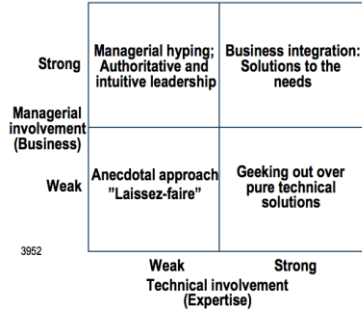 Strong
Managerial hyping;
Authoritative and
intuitive leadership
Business integration:
Solutions to the
needs
Managerial
involvement
(Business)
Weak
Anecdotal approach
"Laissez-faire"
Geeking out over
pure technical
solutions
3952
Weak
Strong
Technical involvement
(Expertise)